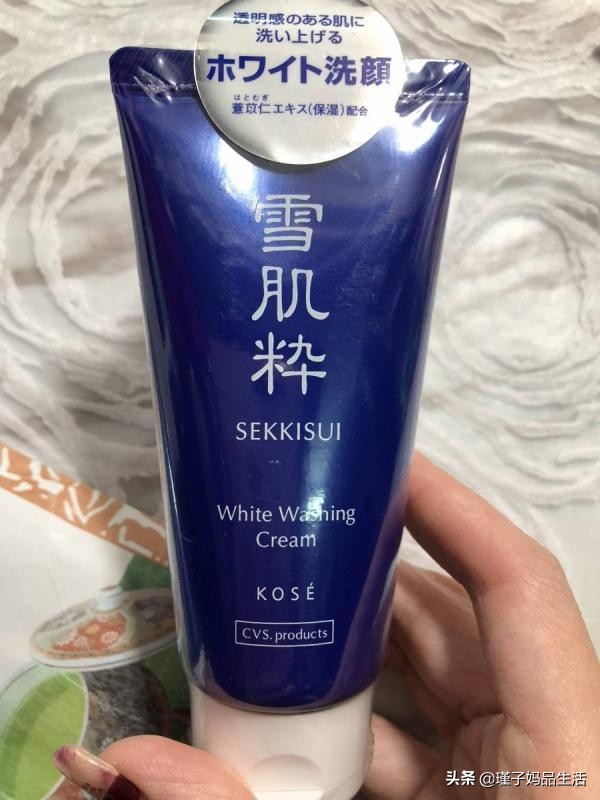 透明感のある肌に
洗い上げる
ホワイト洗顔
はとむぎ
薏苡仁エキス(保湿)配合
雪
肌
粋
SEKKISUI
White Washing
Cream
KOSÉ
CVS. products
头条 @瑾子妈品生活